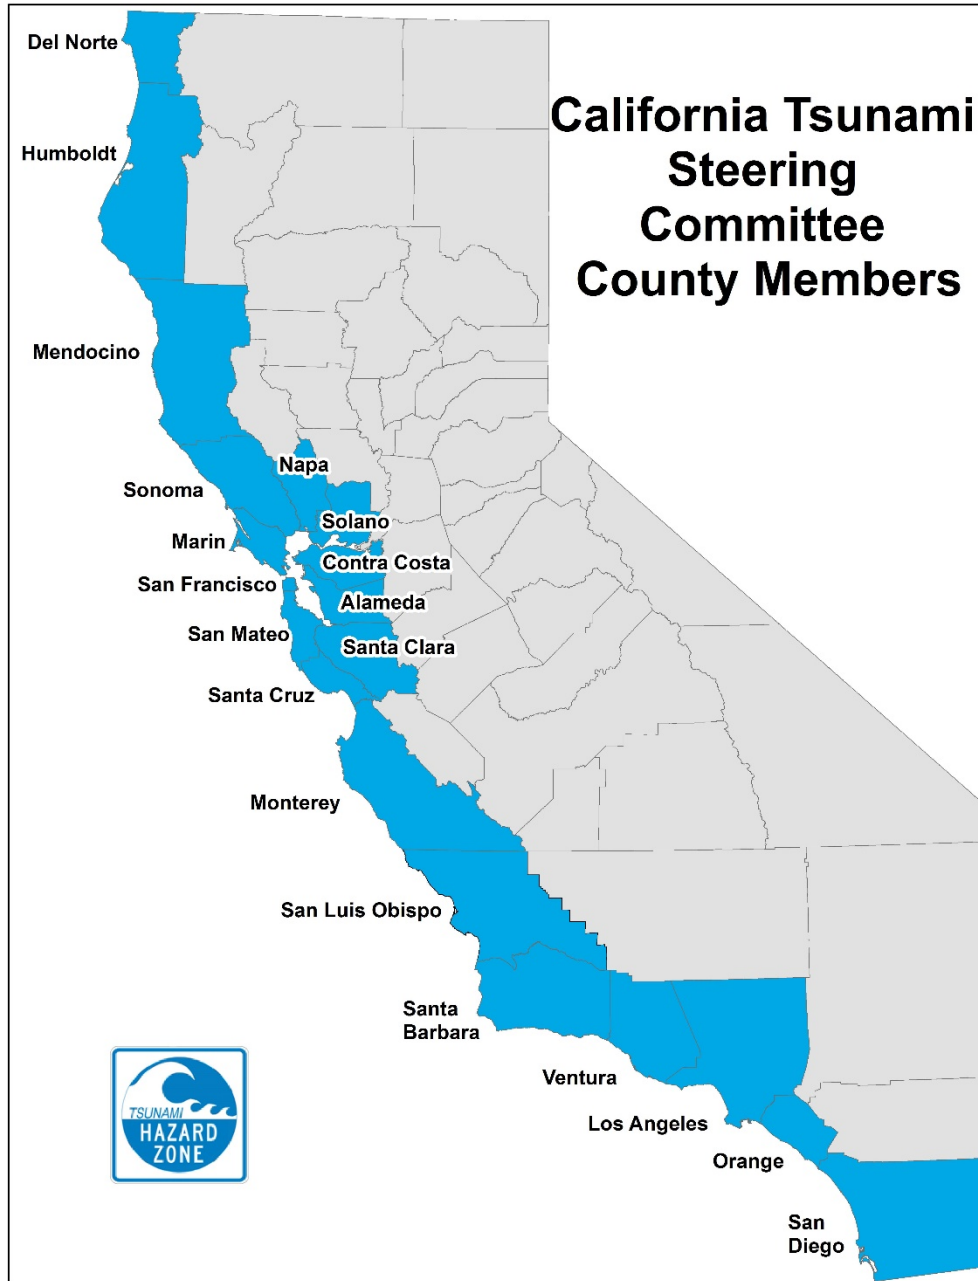 California Tsunami
Steering
Committee
County Members
Del Norte
Humboldt
Mendocino
Napa
Sonoma
Solano
Marin
Contra Costa
San Francisco
Alameda
San Mateo
Santa Clara
Santa Cruz
Monterey
San Luis Obispo
Santa
Barbara
Ventura
Los Angeles
Orange
San
Diego
TSUNAMI
HAZARD
ZONE